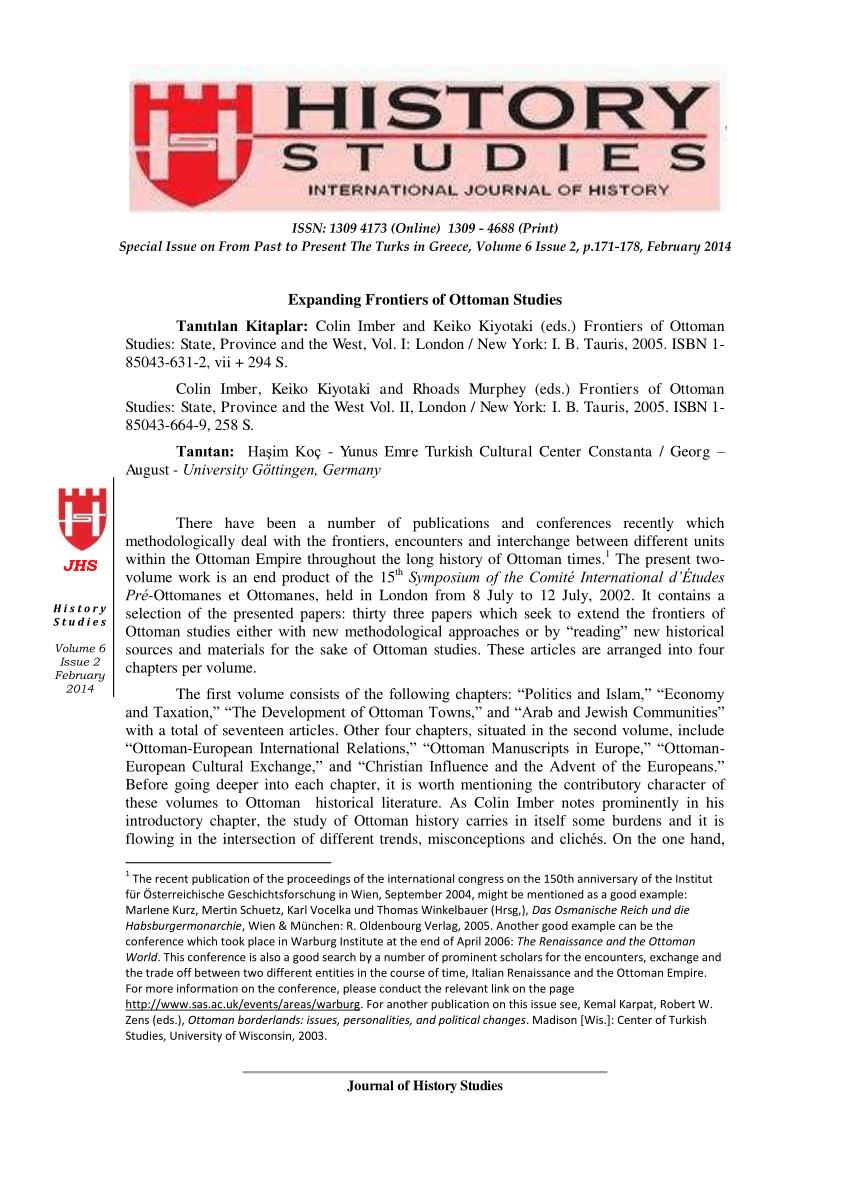 HISTORY
STUDIES
INTERNATIONAL JOURNAL OF HISTORY
ISSN: 1309 4173 (Online) 1309 - 4688 (Print)
Special Issue on From Past to Present The Turks in Greece, Volume 6 Issue 2, p.171-178, February 2014
Expanding Frontiers of Ottoman Studies
Tanıtılan Kitaplar: Colin Imber and Keiko Kiyotaki (eds.) Frontiers of Ottoman
Studies: State, Province and the West, Vol. I: London / New York: I. B. Tauris, 2005. ISBN 1-
85043-631-2, vii + 294 S.
Colin Imber, Keiko Kiyotaki and Rhoads Murphey (eds.) Frontiers of Ottoman
Studies: State, Province and the West Vol. II, London / New York: I. B. Tauris, 2005. ISBN 1-
85043-664-9, 258 S.
Tanıtan: Haşim Koç - Yunus Emre Turkish Cultural Center Constanta / Georg –
August - University Göttingen, Germany
There have been a number of publications and conferences recently which
methodologically deal with the frontiers, encounters and interchange between different units
within the Ottoman Empire throughout the long history of Ottoman times.1 The present two-
volume work is an end product of the 15th Symposium of the Comité International d'Études
Pré-Ottomanes et Ottomanes, held in London from 8 July to 12 July, 2002. It contains a
selection of the presented papers: thirty three papers which seek to extend the frontiers of
Ottoman studies either with new methodological approaches or by “reading” new historical
sources and materials for the sake of Ottoman studies. These articles are arranged into four
chapters per volume.
The first volume consists of the following chapters: “Politics and Islam,” “Economy
and Taxation,” “The Development of Ottoman Towns,” and “Arab and Jewish Communities”
with a total of seventeen articles. Other four chapters, situated in the second volume, include
“Ottoman-European International Relations,” “Ottoman Manuscripts in Europe,” “Ottoman-
European Cultural Exchange,” and “Christian Influence and the Advent of the Europeans.”
Before going deeper into each chapter, it is worth mentioning the contributory character of
these volumes to Ottoman historical literature. As Colin Imber notes prominently in his
introductory chapter, the study of Ottoman history carries in itself some burdens and it is
flowing in the intersection of different trends, misconceptions and clichés. On the one hand,
JHS
History
Studies
Volume 6
Issue 2
February
2014
1 The recent publication of the proceedings of the international congress on the 150th anniversary of the Institut
für Österreichische Geschichtsforschung in Wien, September 2004, might be mentioned as a good example:
Marlene Kurz, Mertin Schuetz, Karl Vocelka und Thomas Winkelbauer (Hrsg,), Das Osmanische Reich und die
Habsburgermonarchie, Wien & München: R. Oldenbourg Verlag, 2005. Another good example can be the
conference which took place in Warburg Institute at the end of April 2006: The Renaissance and the Ottoman
World. This conference is also a good search by a number of prominent scholars for the encounters, exchange and
the trade off between two different entities in the course of time, Italian Renaissance and the Ottoman Empire.
For more information on the conference, please conduct the relevant link on the page
http://www.sas.ac.uk/events/areas/warburg. For another publication on this issue see, Kemal Karpat, Robert W.
Zens (eds.), Ottoman borderlands: issues, personalities, and political changes. Madison [Wis.]: Center of Turkish
Studies, University of Wisconsin, 2003.
Journal of History Studies